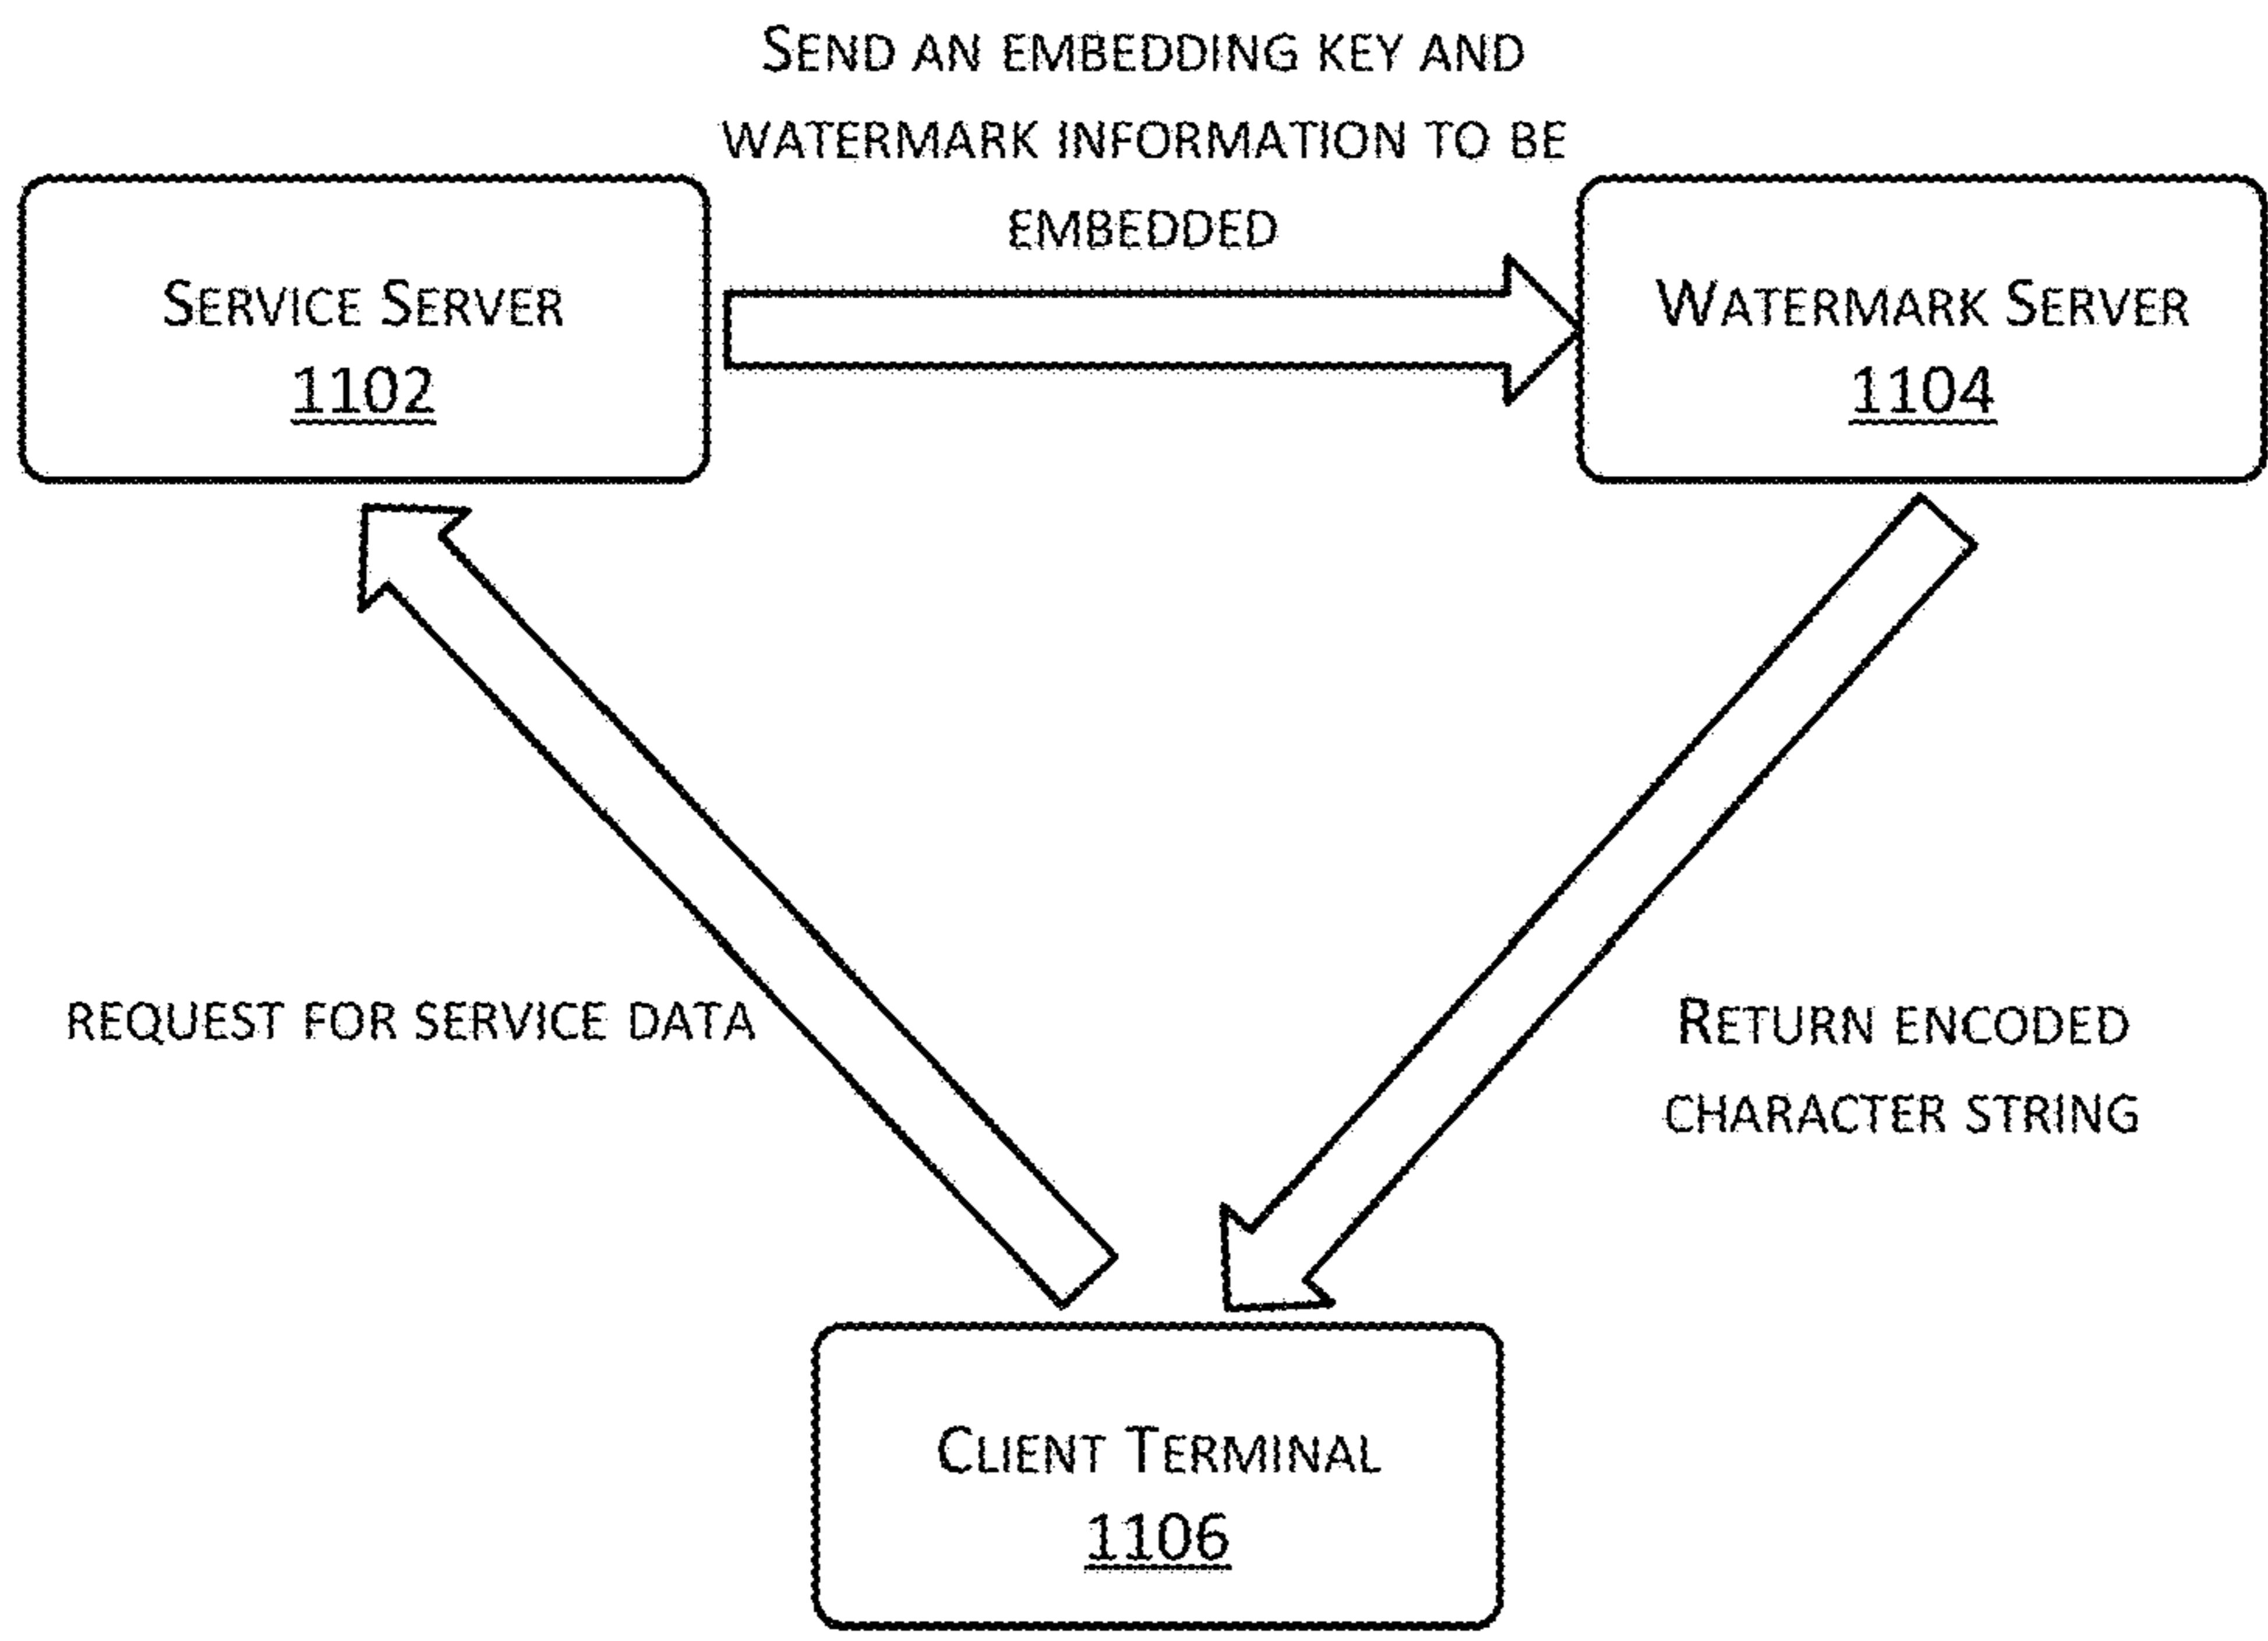 SEND AN EMBEDDING KEY AND
WATERMARK INFORMATION TO BE
EMBEDDED
SERVICE SERVER
1102
WATERMARK SERVER
1104
REQUEST FOR SERVICE DATA
RETURN ENCODED
CHARACTER STRING
CLIENT TERMINAL
1106